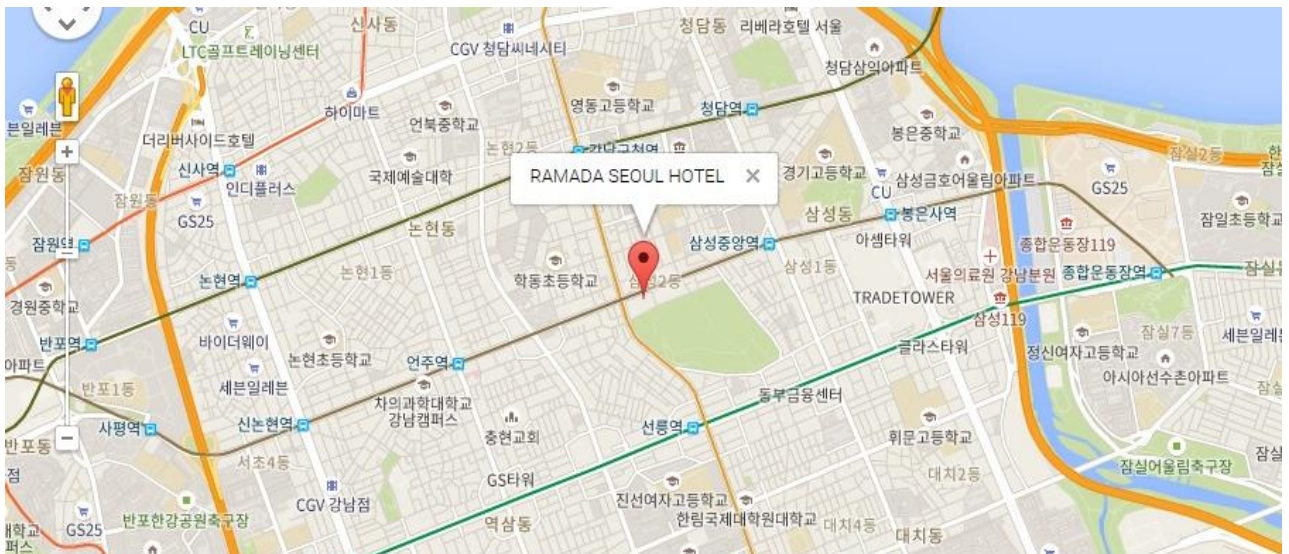 CU
LTC골프트레이닝센터
신사동
CGV 청담씨네시티
청담동
리베라호텔 서울
청담삼익아파트
세븐일레븐
하이마트
언북중학교
영동고등학교
청담역
봉은중학교
더리버사이드호텔
논현2동
강남구청역
잠실2동
잠원동
신사역
인디플러스
국제예술대학
RAMADA SEOUL HOTEL
경기고등학교
CU
삼성금호어울림아파트
GS25
잠원동
GS25
논현동
삼성동
봉은사역
잠일초등학교
잠원역
삼성중앙역
아셈타워
종합운동장119
논현역
논현1동
학동초등학교
삼성2동
삼성1동
서울의료원 강남분원
종합운동장역
잠실
경원중학교
TRADETOWER
삼성119
반포역
바이더웨이
논현초등학교
언주역
글라스타워
정신여자고등학교
잠실7동
세븐일레븐
아파트
반포1동
세븐일레븐
차의과학대학교
강남캠퍼스
동부금융센터
아시아선수촌아파트
사평역
신논현역
충현교회
선릉역
휘문고등학교
반포동
서초4동
GS타워
대치2동
잠실어울림축구장
잠실
점
CGV 강남점
진선여자고등학교
한림국제대학원대학교
GS25
반포한강공원축구장
역삼동
대치4동
대치동